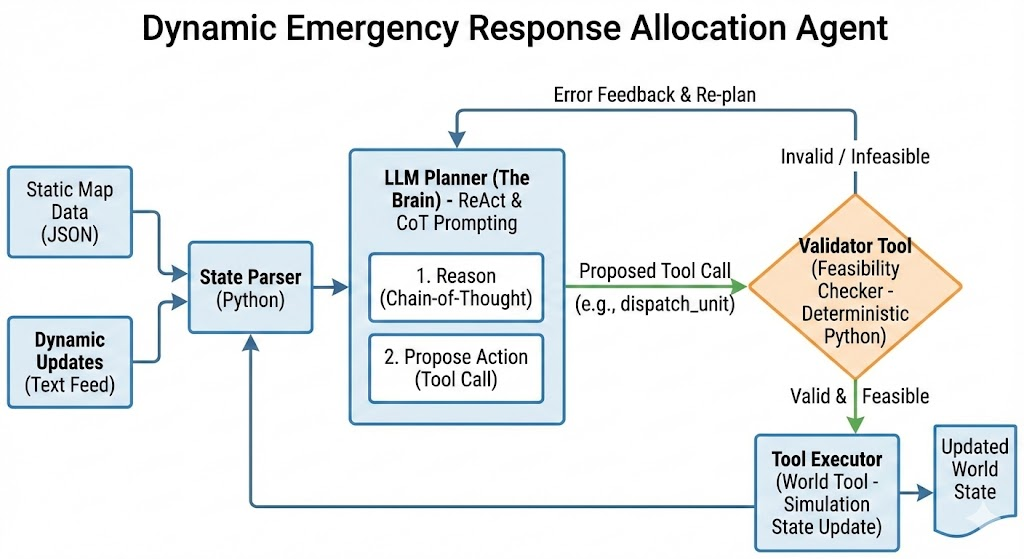 Dynamic Emergency Response Allocation Agent
Error Feedback & Re-plan
Invalid / Infeasible
Static Map
Data
(JSON)
Dynamic
Updates
(Text Feed)
State Parser
(Python)
LLM Planner (The
Brain) - ReAct &
CoT Prompting
1. Reason
(Chain-of-Thought)
2. Propose Action
(Tool Call)
Proposed Tool Call
(e.g., dispatch_unit)
Validator Tool
(Feasibility
Checker -
Deterministic
Python)
Valid & Feasible
Tool Executor
(World Tool -
Simulation
State Update)
Updated
World
State